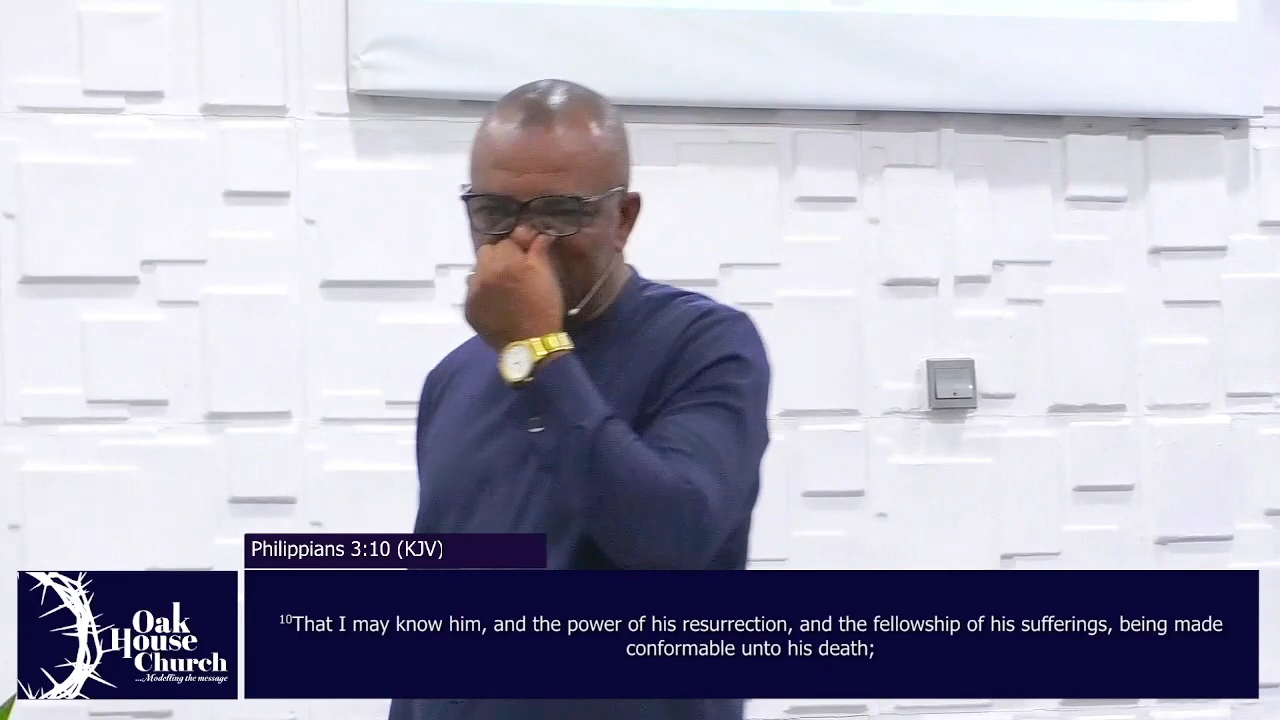 Philippians 3:10 (KJV)
Oak
House
Church
...Modelling the message
10That I may know him, and the power of his resurrection, and the fellowship of his sufferings, being made
conformable unto his death;